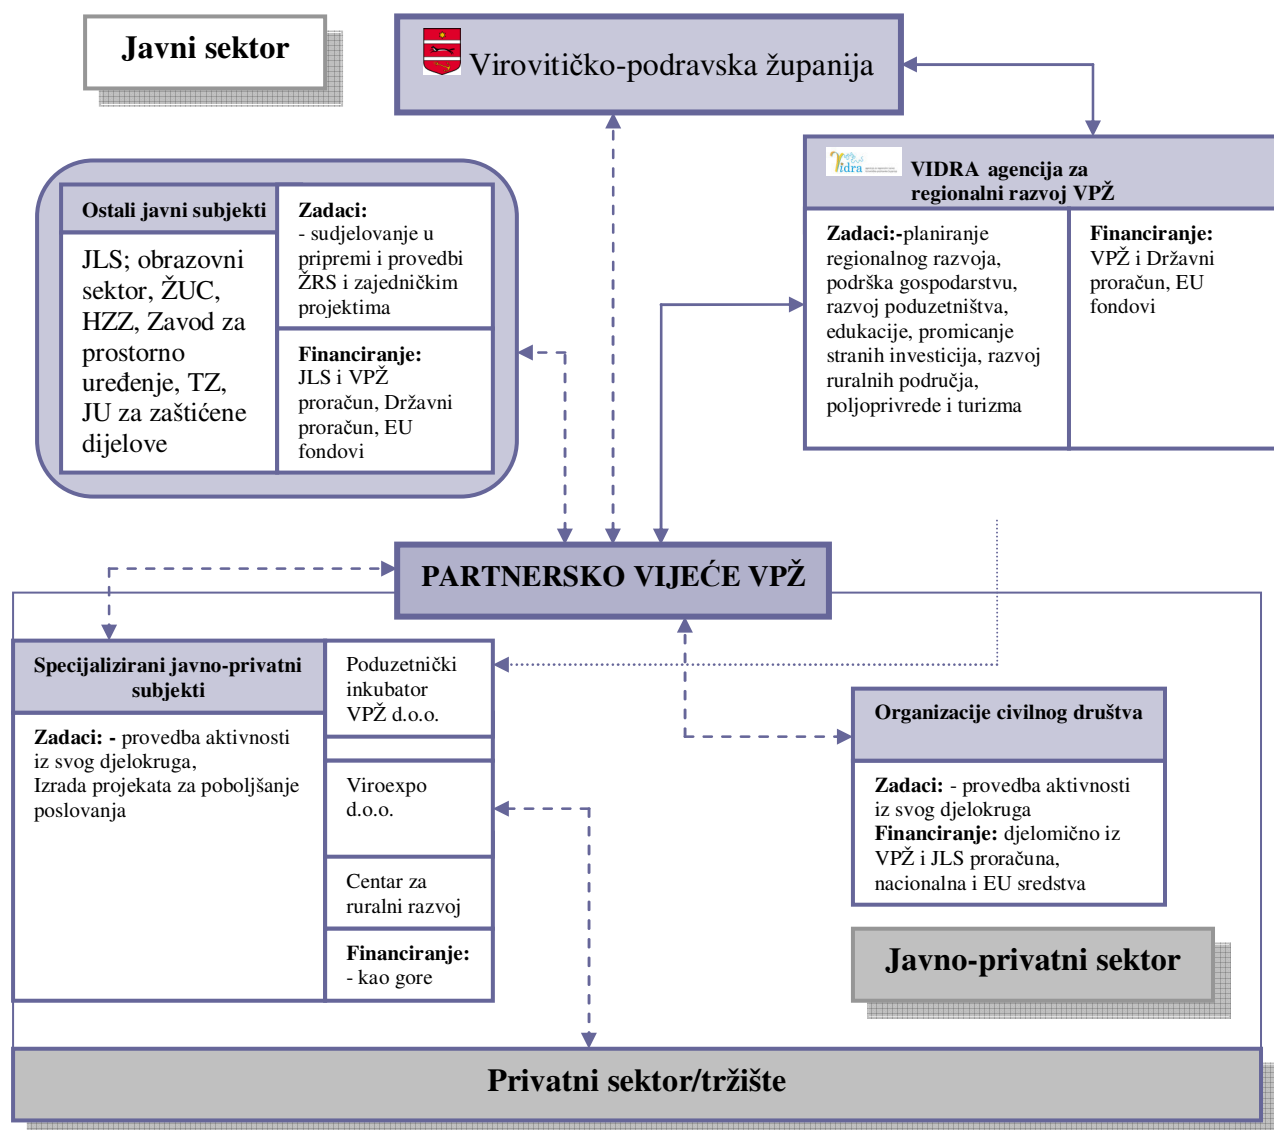 Javni sektor
Virovitičko-podravska županija
Vidra
VIDRA agencija za
regionalni razvoj VPŽ
Zadaci:-planiranje
regionalnog razvoja,
podrška gospodarstvu,
razvoj poduzetništva,
edukacije, promicanje
stranih investicija, razvoj
ruralnih područja,
poljoprivrede i turizma
Financiranje:
VPŽ i Državni
proračun, EU
fondovi
Ostali javni subjekti
JLS; obrazovni
sektor, ŽUC,
HZZ, Zavod za
prostorno
uređenje, TZ,
JU za zaštićene
dijelove
Zadaci:
- sudjelovanje u
pripremi i provedbi
ŽRS i zajedničkim
projektima
Financiranje:
JLS i VPŽ
proračun, Državni
proračun, EU
fondovi
PARTNERSKO VIJEĆE VPŽ
Specijalizirani javno-privatni
subjekti
Zadaci: - provedba aktivnosti
iz svog djelokruga,
Izrada projekata za poboljšanje
poslovanja
Poduzetnički
inkubator
VPŽ d.o.o.
Viroexpo
d.o.o.
Centar za
ruralni razvoj
Financiranje:
- kao gore
Organizacije civilnog društva
Zadaci: - provedba aktivnosti
iz svog djelokruga
Financiranje: djelomično iz
VPŽ i JLS proračuna,
nacionalna i EU sredstva
Javno-privatni sektor
Privatni sektor/tržište